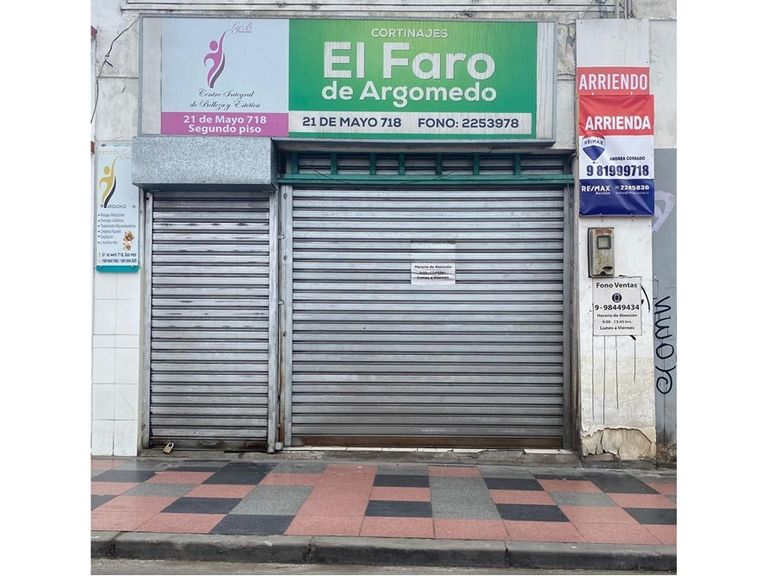 Centro Integral
de Belleza y Estética
21 de Mayo 718
Segundo piso
CORTINAJES
El Faro
de Argomedo
21 DE MAYO 718 FONO: 2253978
ARRIENDO
ARRIENDA
RE/MAX
ANDREA CORRADO
9 81999718
RE/MAX
Acción
2245836
Horario de Atención
Lunes a Viernes
Fono Ventas
9-98449434
Horario de Atención
Lunes a Viernes